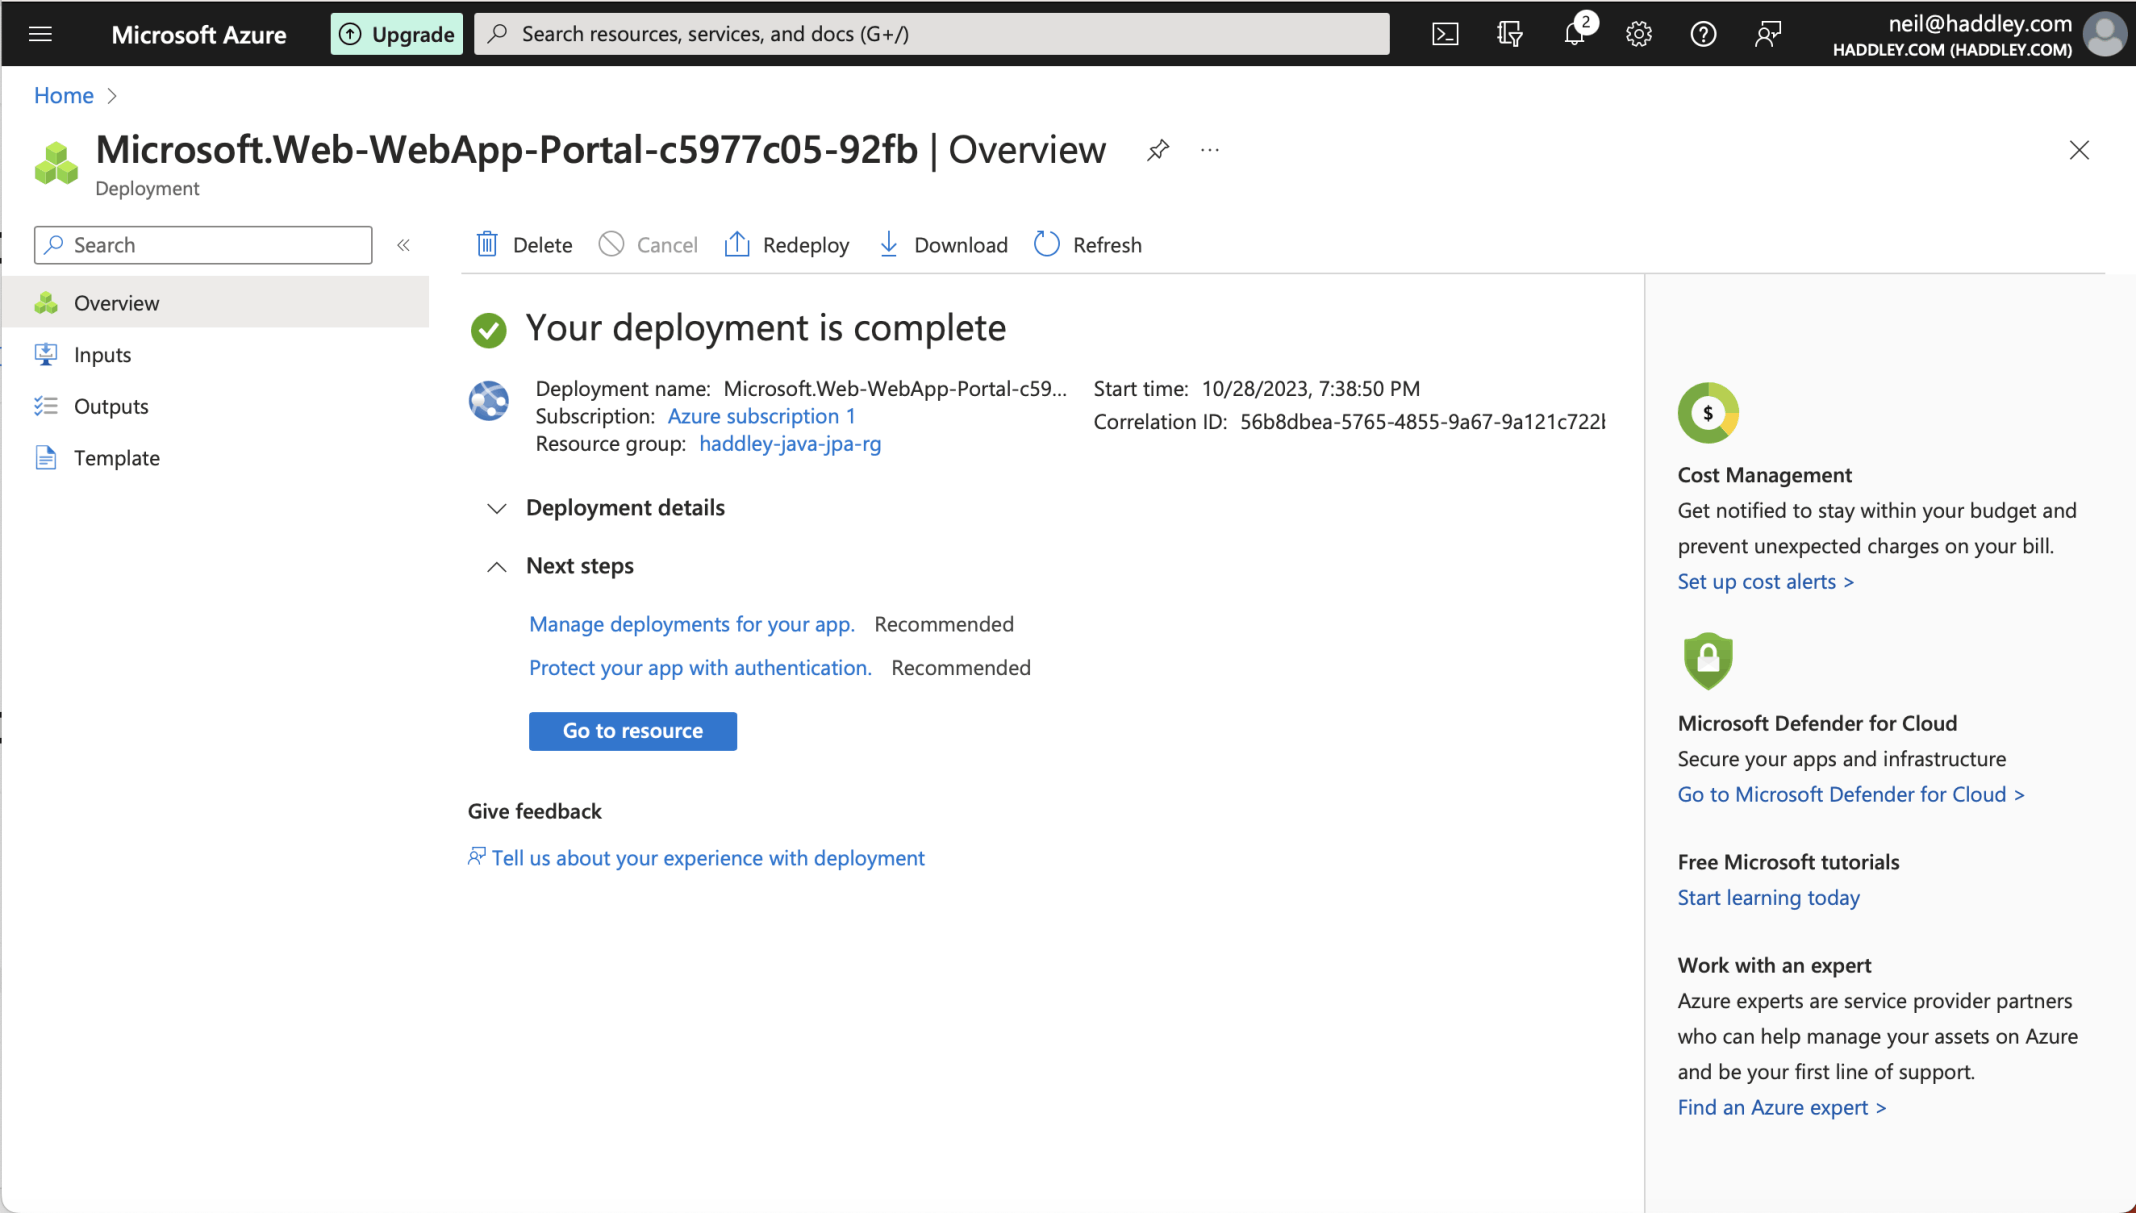 Microsoft Azure
Upgrade
Search resources, services, and docs (G+/)
2
neil@haddley.com
HADDLEY.COM (HADDLEY.COM)
Home
Microsoft.Web-WebApp-Portal-c5977c05-92fb | Overview
Deployment
Search
Overview
Inputs
Outputs
Template
Delete
Cancel
Redeploy
Download
Refresh
Your deployment is complete
Deployment name: Microsoft.Web-WebApp-Portal-c59...
Subscription: Azure subscription 1
Resource group: haddley-java-jpa-rg
Start time: 10/28/2023, 7:38:50 PM
Correlation ID: 56b8dbea-5765-4855-9a67-9a121c722b
Deployment details
Next steps
Manage deployments for your app. Recommended
Protect your app with authentication. Recommended
Go to resource
Give feedback
Tell us about your experience with deployment
$
Cost Management
Get notified to stay within your budget and
prevent unexpected charges on your bill.
Set up cost alerts >
Microsoft Defender for Cloud
Secure your apps and infrastructure
Go to Microsoft Defender for Cloud >
Free Microsoft tutorials
Start learning today
Work with an expert
Azure experts are service provider partners
who can help manage your assets on Azure
and be your first line of support.
Find an Azure expert >